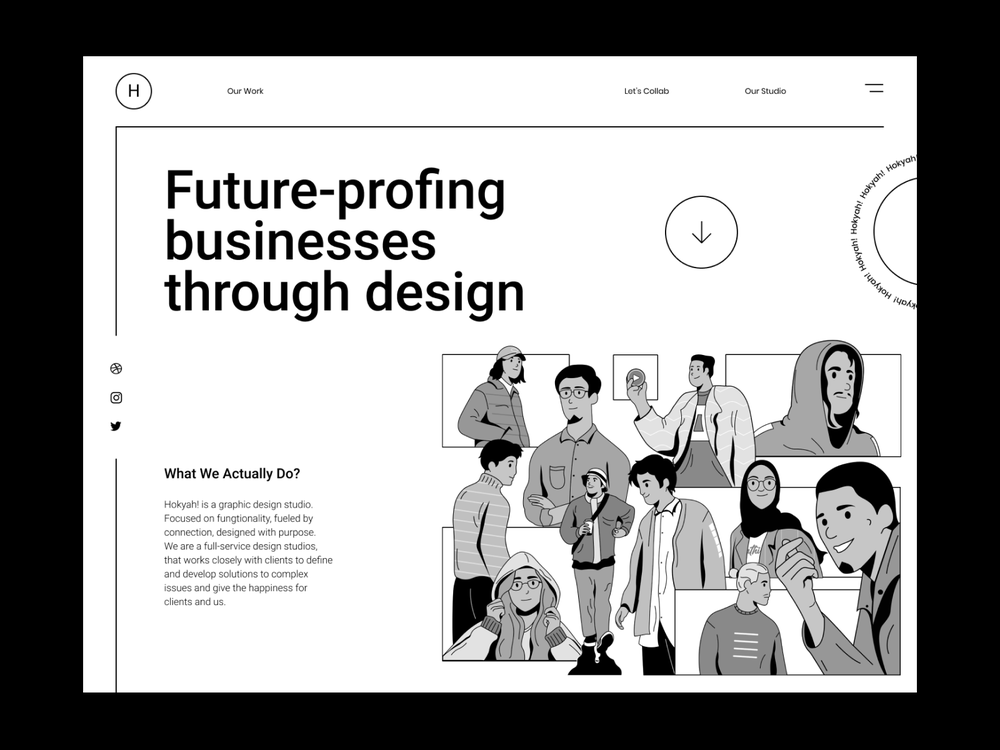 H
Our Work
Let's Collab
Our Studio
Future-profing
businesses
through design
Hokyah! Hokyah! Hokyah! Hokyah! Hokyah! Hokyah!
What We Actually Do?
Hokyah! is a graphic design studio.
Focused on fungtionality, fueled by
connection, designed with purpose.
We are a full-service design studios,
that works closely with clients to define
and develop solutions to complex
issues and give the happiness for
clients and us.